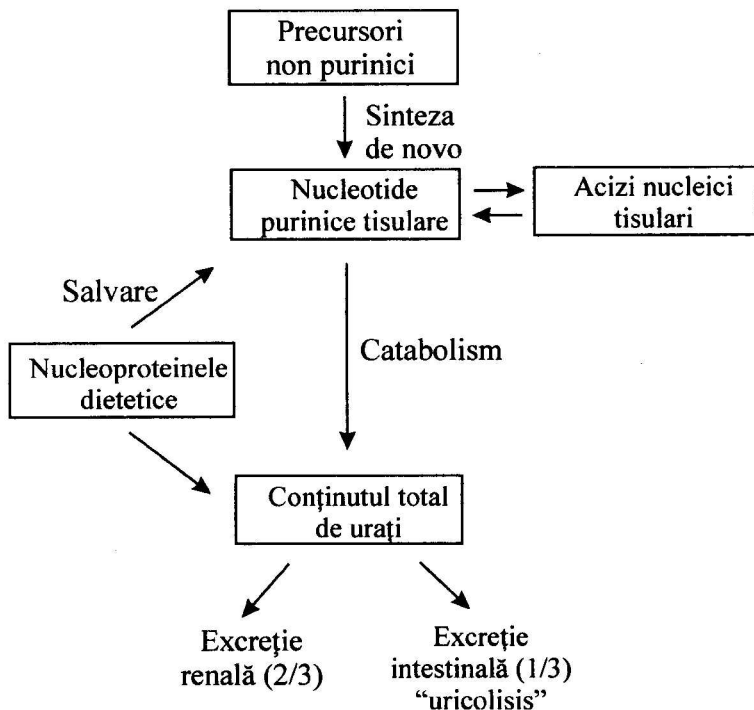 Precursori
non purinici
Sinteza
de novo
Nucleotide
purinice tisulare
Acizi nucleici
tisulari
Salvare
Catabolism
Nucleoproteinele
dietetice
Conținutul total
de urați
Excreție
renală (2/3)
Excreție
intestinală (1/3)
“uricolisis”